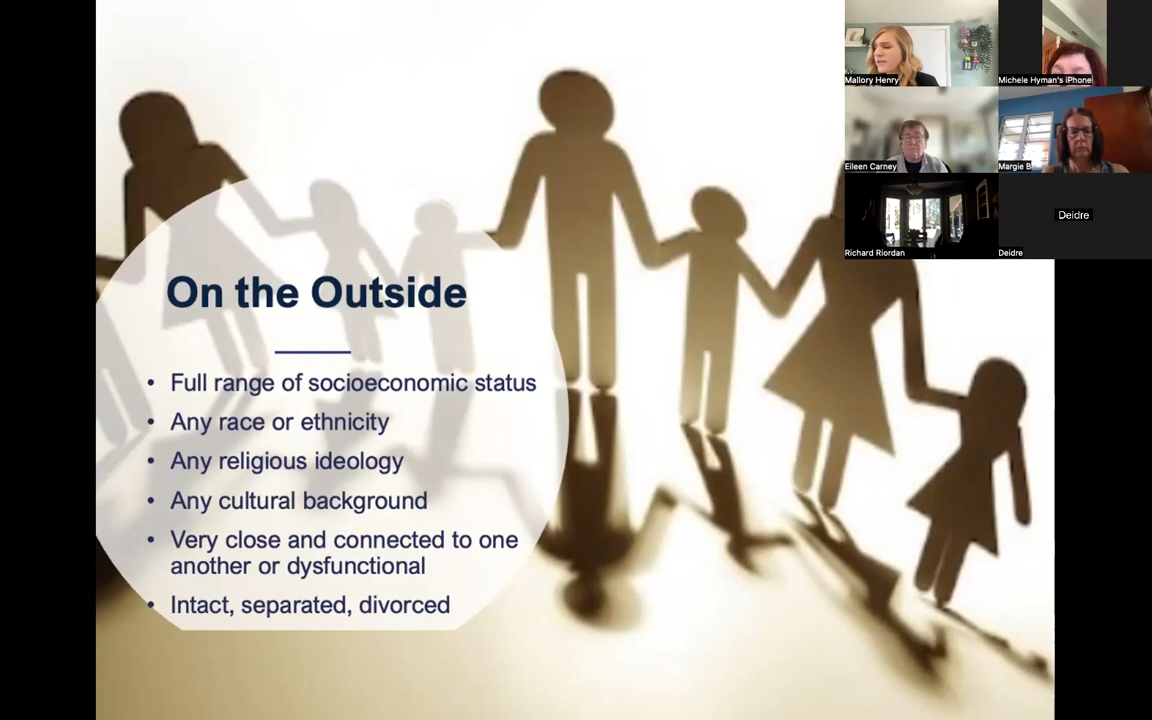 On the Outside
• Full range of socioeconomic status
• Any race or ethnicity
• Any religious ideology
• Any cultural background
• Very close and connected to one
another or dysfunctional
• Intact, separated, divorced
Mallory Henry
Michele Hyman's iPhone
Eileen Carney
Margie B
Richard Riordan
Deidre
Deidre